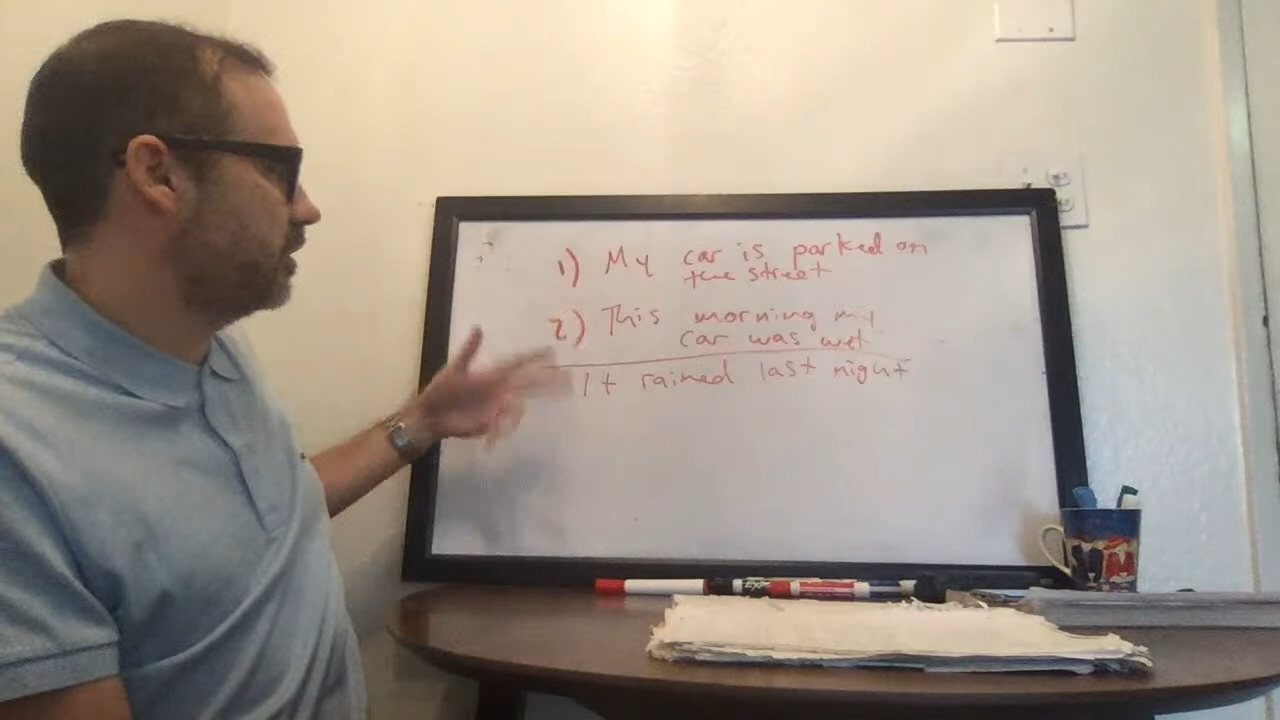 1) My car is parked on
the street
2) This morning my
car was wet
It rained last night
EXPO